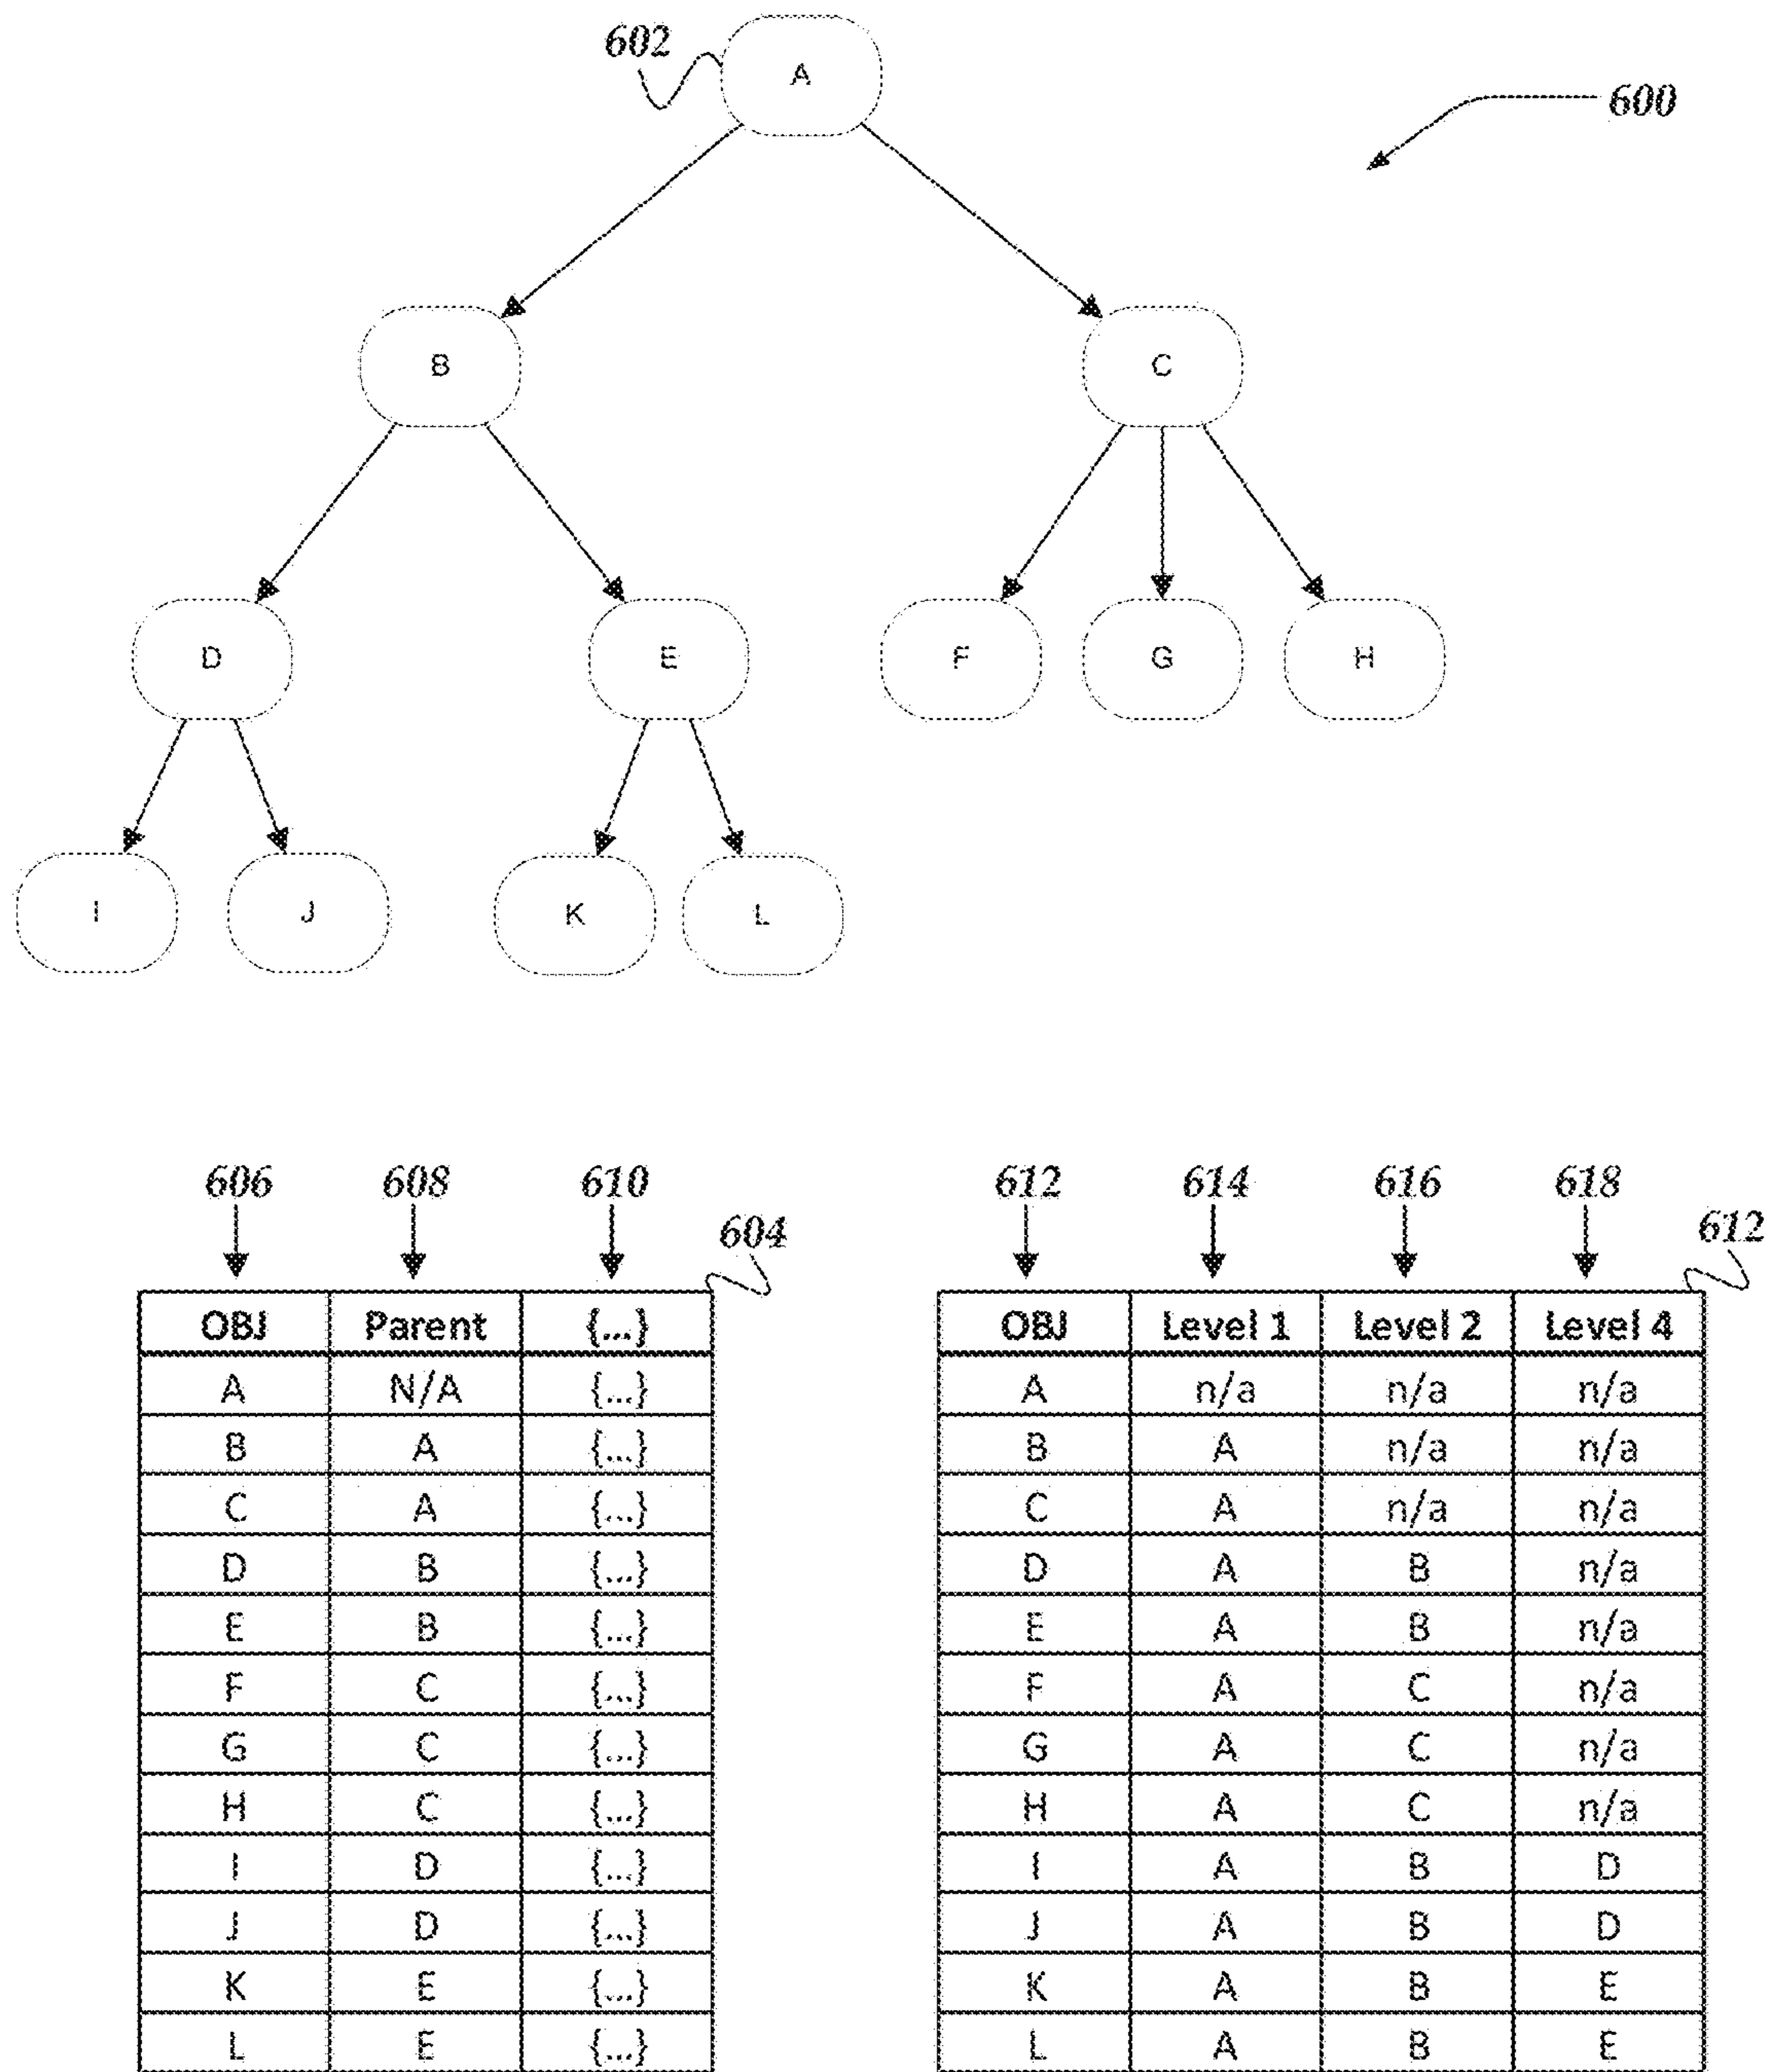 602
A
600
B
C
D
E
F
G
H
I
J
K
L
606 608 610
604
OBJ Parent {...}
A N/A {...}
B A {...}
C A {...}
D B {...}
E B {...}
F C {...}
G C {...}
H C {...}
I D {...}
J D {...}
K E {...}
L E {...}
612 614 616 618
612
OBJ Level 1 Level 2 Level 4
A n/a n/a n/a
B A n/a n/a
C A n/a n/a
D A B n/a
E A B n/a
F A C n/a
G A C n/a
H A C n/a
I A B D
J A B D
K A B E
L A B E